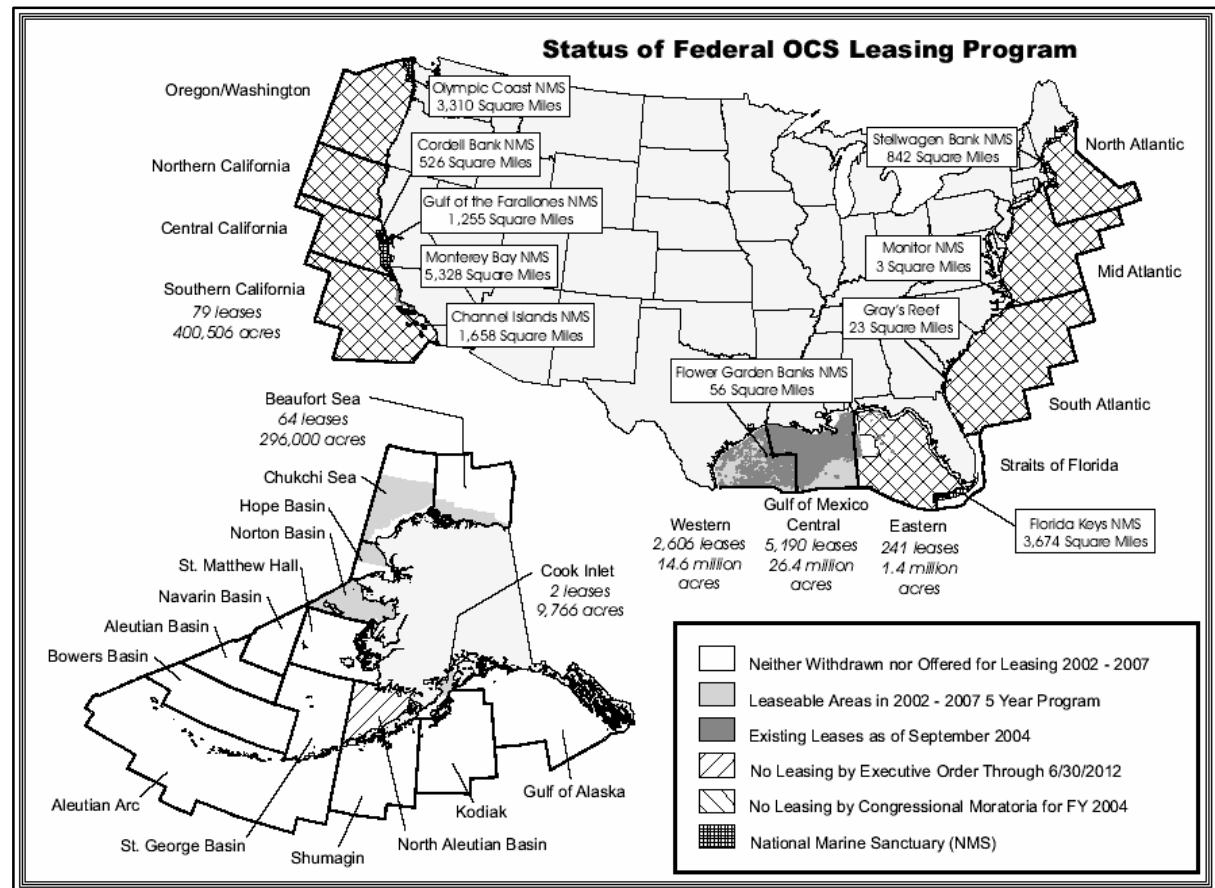 Status of Federal OCS Leasing Program
Oregon/Washington
Northern California
Central California
Southern California
79 leases
400,506 acres
Olympic Coast NMS
3,310 Square Miles
Cordell Bank NMS
526 Square Miles
Gulf of the Farallones NMS
1,255 Square Miles
Monterey Bay NMS
5,328 Square Miles
Channel Islands NMS
1,658 Square Miles
Stellwagen Bank NMS
842 Square Miles
North Atlantic
Monitor NMS
3 Square Miles
Mid Atlantic
Gray's Reef
23 Square Miles
Flower Garden Banks NMS
56 Square Miles
South Atlantic
Straits of Florida
Florida Keys NMS
3,674 Square Miles
Gulf of Mexico
Western
2,606 leases
14.6 million
acres
Central
5,190 leases
26.4 million
acres
Eastern
241 leases
1.4 million
acres
Beaufort Sea
64 leases
296,000 acres
Chukchi Sea
Hope Basin
Norton Basin
St. Matthew Hall
Navarin Basin
Aleutian Basin
Bowers Basin
Cook Inlet
2 leases
9,766 acres
Aleutian Arc
St. George Basin
Shumagin
North Aleutian Basin
Kodiak
Gulf of Alaska
Neither Withdrawn nor Offered for Leasing 2002 - 2007
Leaseable Areas in 2002 - 2007 5 Year Program
Existing Leases as of September 2004
No Leasing by Executive Order Through 6/30/2012
No Leasing by Congressional Moratoria for FY 2004
National Marine Sanctuary (NMS)